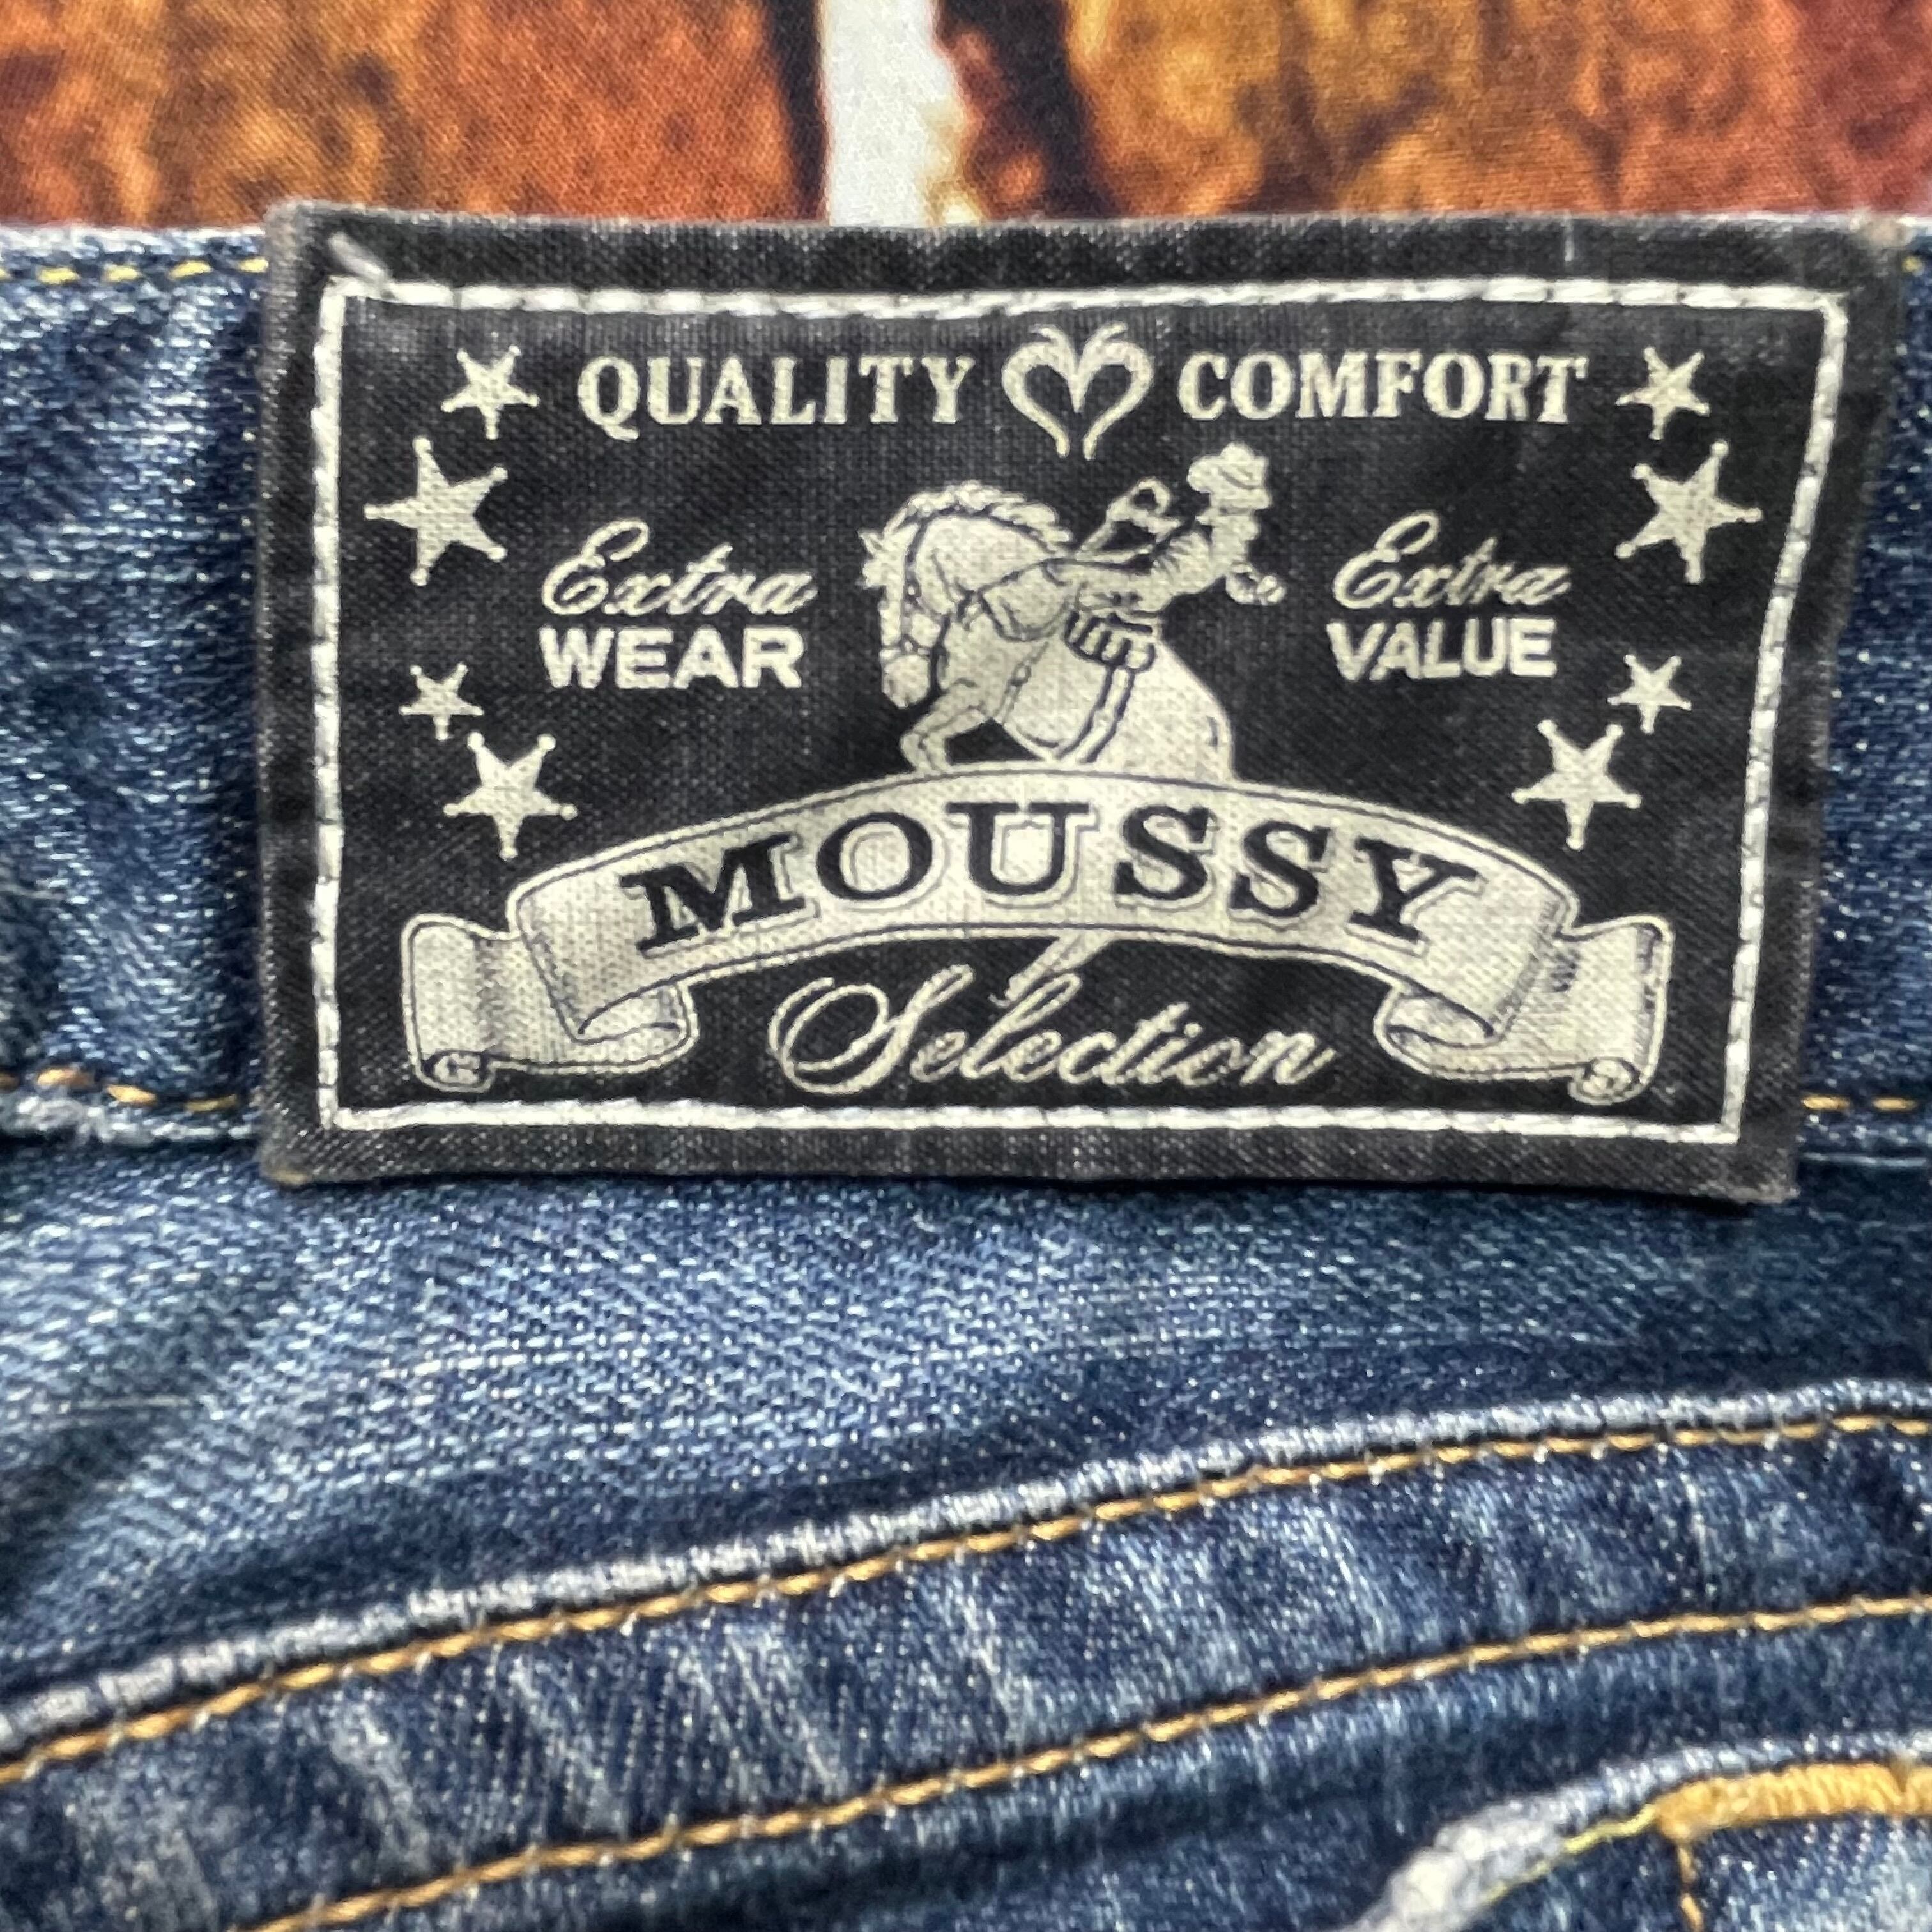 QUALITY COMFORT
Extra WEAR
Extra VALUE
MOUSSY
Selection